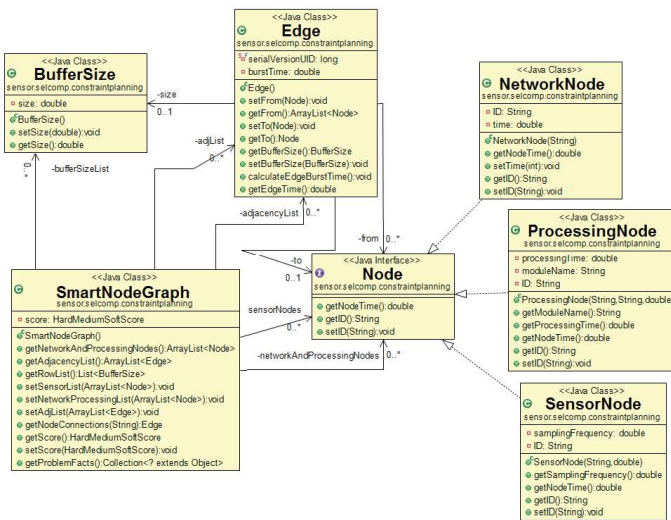 <<Java Class>>
BufferSize
sensor.selcomp.constraintplanning
size: double
BufferSize()
setSize(double):void
getSize():double
<<Java Class>>
Edge
sensor.selcomp.constraintplanning
serialVersionUID: long
burstTime: double
Edge()
setFrom(Node):void
getFrom():ArrayList<Node>
setTo(Node):void
getTo():Node
getBufferSize():BufferSize
setBufferSize(BufferSize):void
calculateEdgeBurstTime():void
getEdgeTime():double
<<Java Class>>
NetworkNode
sensor.selcomp.constraintplanning
ID: String
time: double
NetworkNode(String)
getNodeTime():double
setTime(int):void
getID():String
setID(String):void
<<Java Class>>
ProcessingNode
sensor.selcomp.constraintplanning
processingTime: double
moduleName: String
ID: String
ProcessingNode(String,String,double
getModuleName():String
getProcessingTime():double
getNodeTime():double
getID():String
setID(String):void
<<Java Interface>>
Node
sensor.selcomp.constraintplanning
getNodeTime():double
getID():String
setID(String):void
<<Java Class>>
SmartNodeGraph
sensor.selcomp.constraintplanning
score: HardMediumSoftScore
SmartNodeGraph()
getNetworkAndProcessingNodes():ArrayList<Node>
getAdjacencyList():ArrayList<Edge>
getRowList():List<BufferSize>
setSensorList(ArrayList<Node>):void
setNetworkProcessingList(ArrayList<Node>):void
setAdjList(ArrayList<Edge>):void
getNodeConnections(String):Edge
getScore():HardMediumSoftScore
setScore(HardMediumSoftScore):void
getProblemFacts():Collection<? extends Object>
<<Java Class>>
SensorNode
sensor.selcomp.constraintplanning
samplingFrequency: double
ID: String
SensorNode(String,double)
getSamplingFrequency():double
getNodeTime():double
getID():String
setID(String):void
-size
0..1
-adjList
0..*
-bufferSizeList
0..*
-adjacencyList
0..*
-from
0..*
-to
0..1
sensorNodes
0..*
-networkAndProcessingNodes
0..*